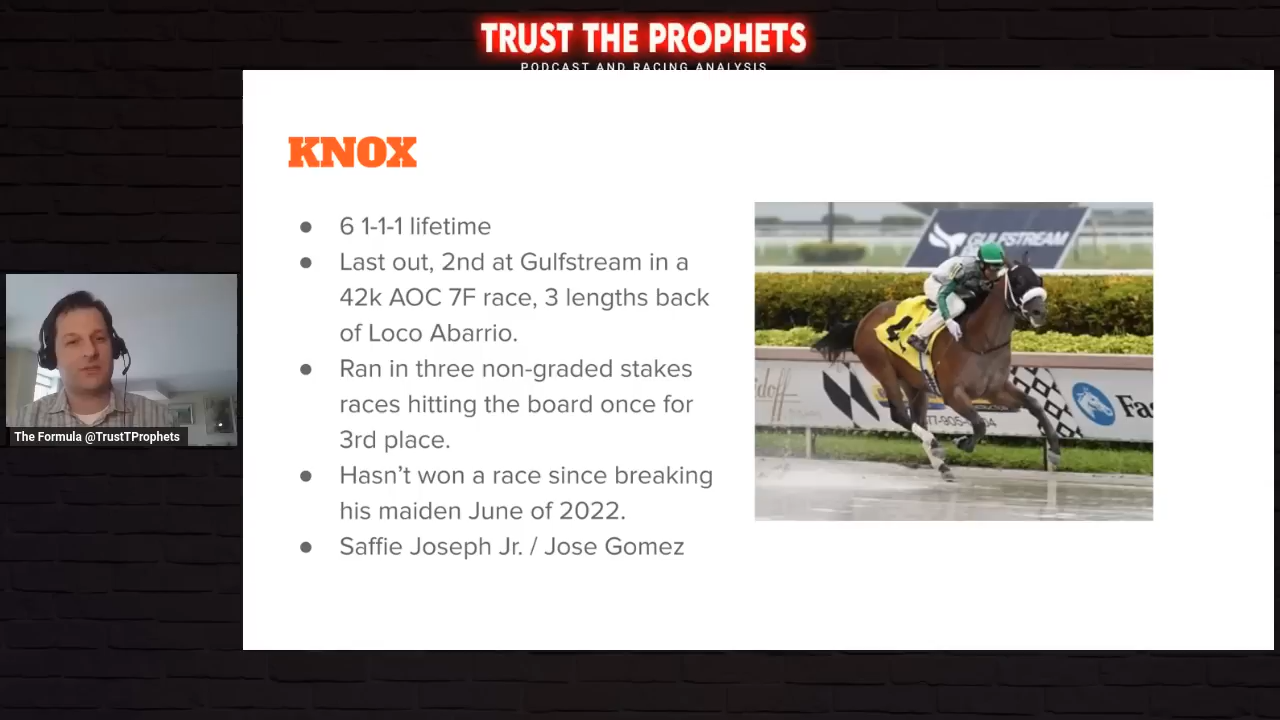 TRUST THE PROPHETS
PODCAST AND RACING ANALYSIS
KNOX
● 6 1-1-1 lifetime
● Last out, 2nd at Gulfstream in a
42k AOC 7F race, 3 lengths back
of Loco Abarrio.
● Ran in three non-graded stakes
races hitting the board once for
3rd place.
● Hasn’t won a race since breaking
his maiden June of 2022.
● Saffie Joseph Jr. / Jose Gomez
GULFSTREAM
4
The Formula @TrustTProphets